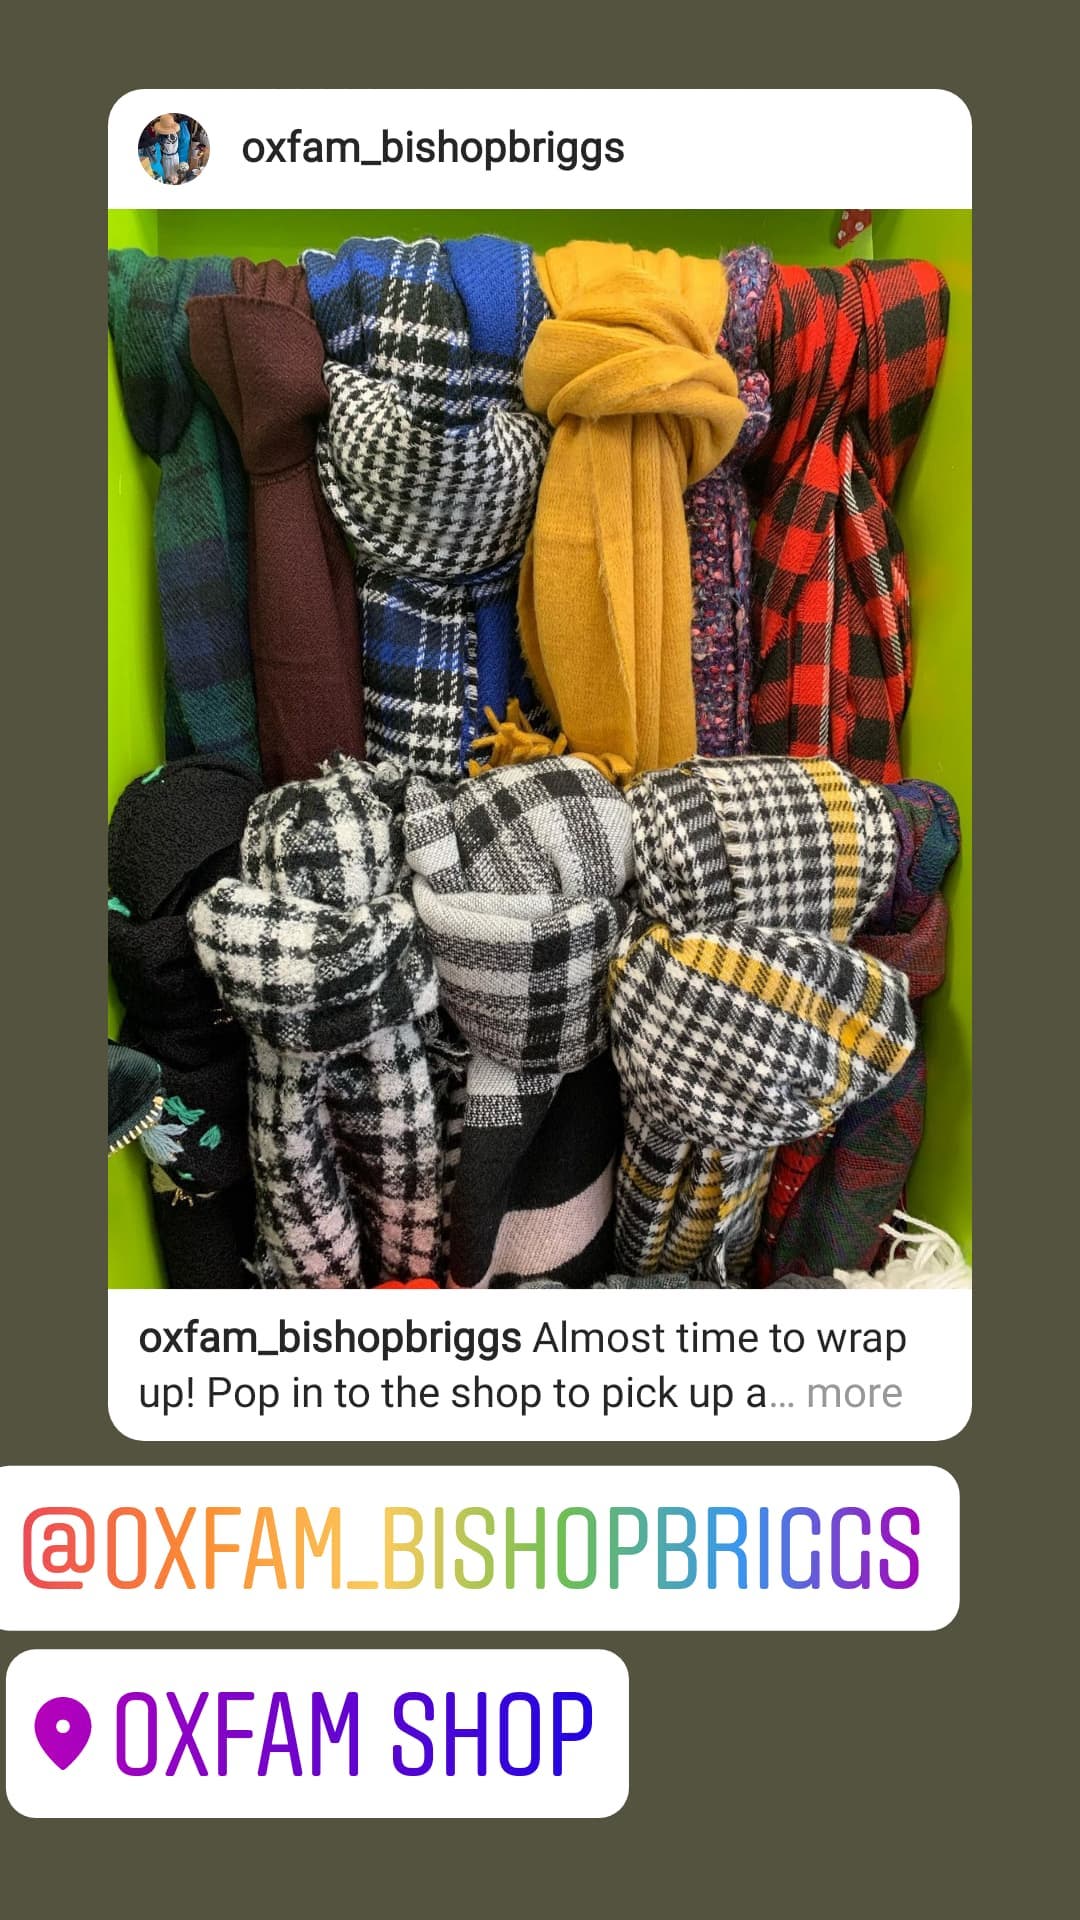 oxfam_bishopbriggs
oxfam_bishopbriggs Almost time to wrap
up! Pop in to the shop to pick up a... more
@OXFAM_BISHOPBRIGGS
OXFAM SHOP